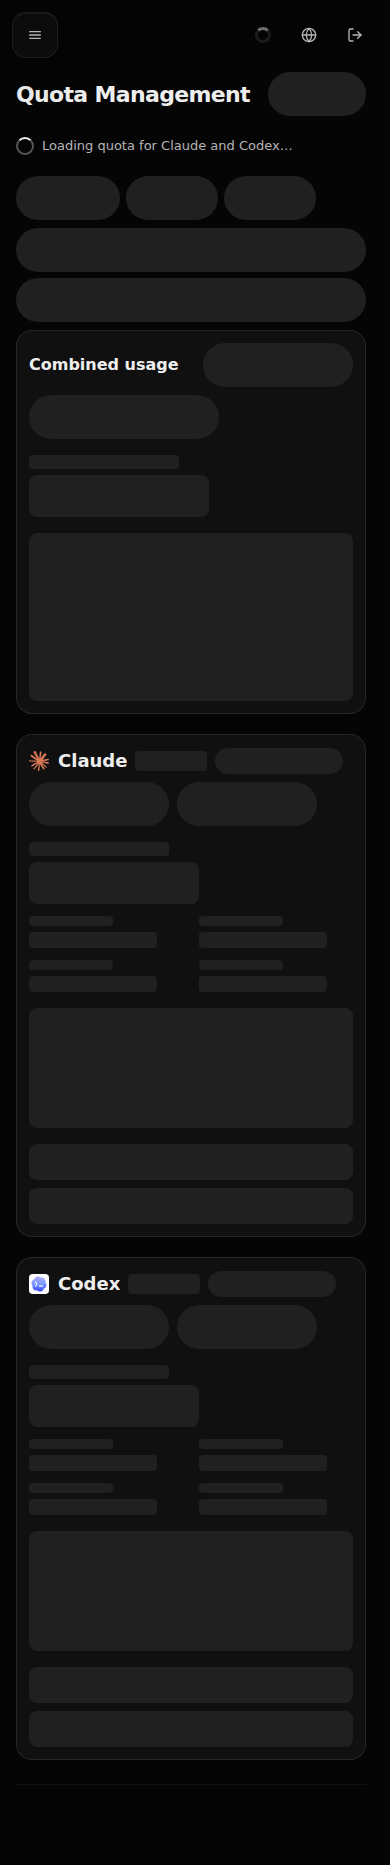 Quota Management
Loading quota for Claude and Codex…
Combined usage
Claude
Codex